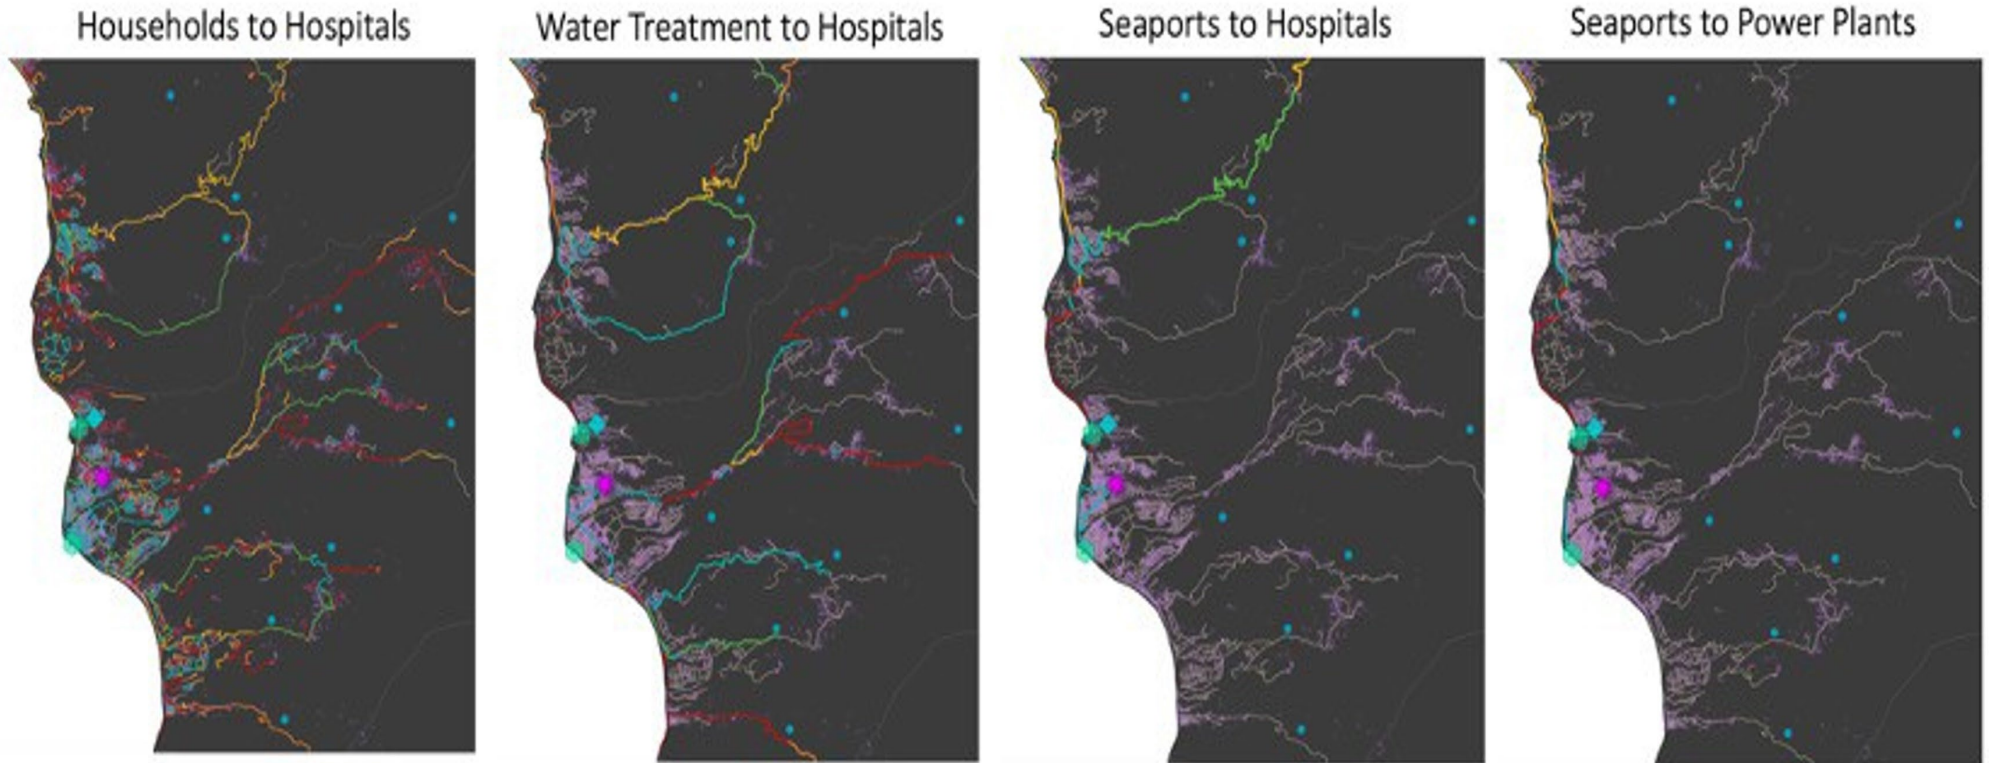 Households to Hospitals
Water Treatment to Hospitals
Seaports to Hospitals
Seaports to Power Plants